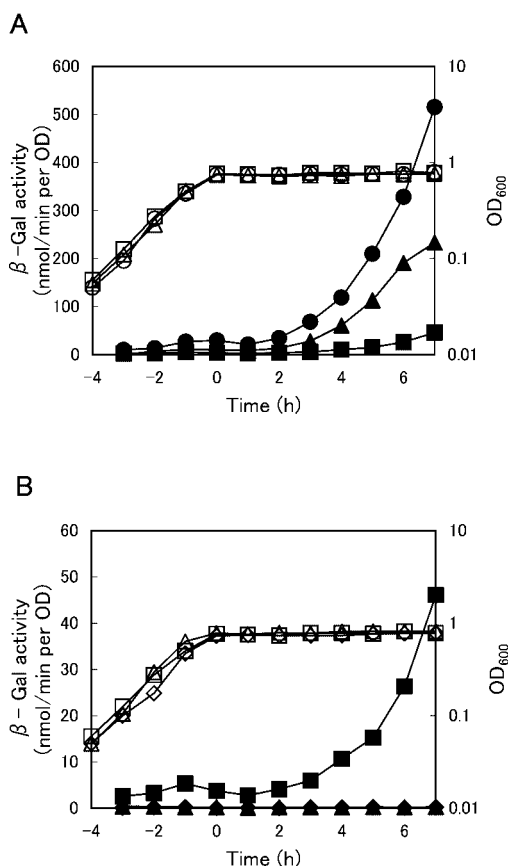 A
600
500
400
300
200
100
0
β-Gal activity
(nmol/min per OD)
10
1
0.1
0.01
OD600
-4 -2 0 2 4 6
Time (h)
B
60
50
40
30
20
10
0
β- Gal activity
(nmol/min per OD)
10
1
0.1
0.01
OD600
-4 -2 0 2 4 6
Time (h)